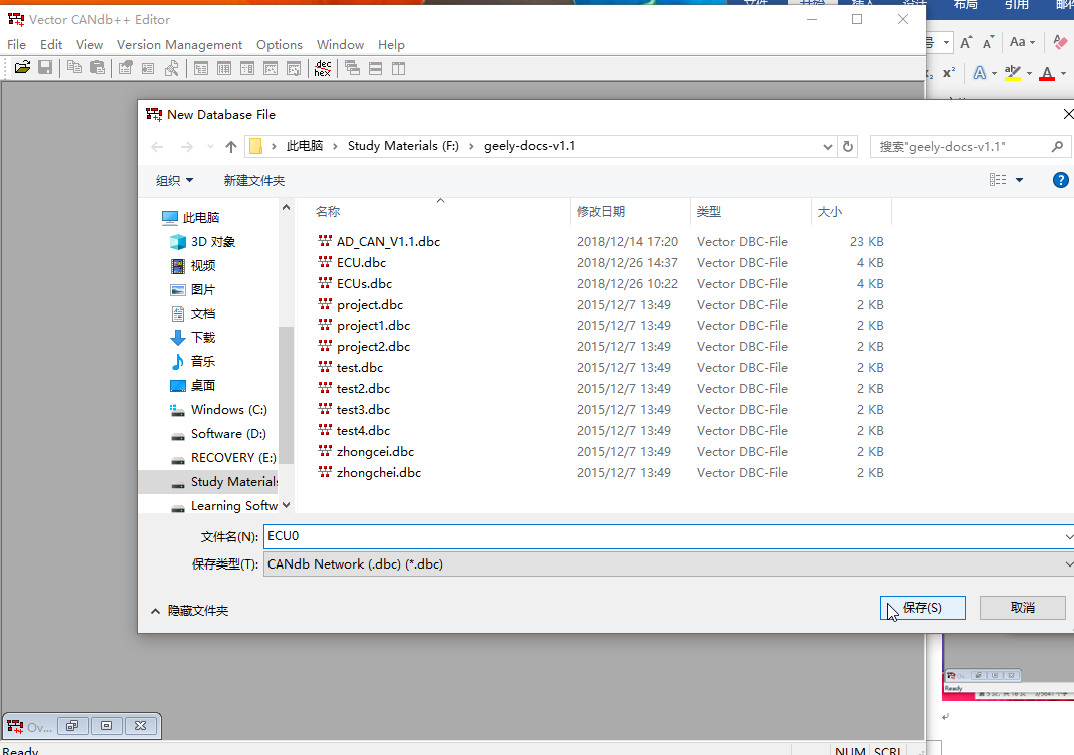 Vector CANdb++ Editor
File Edit View Version Management Options Window Help
dec
hex
New Database File
此电脑 › Study Materials (F:) › geely-docs-v1.1
搜索"geely-docs-v1.1"
组织 新建文件夹
名称 修改日期 类型 大小
AD_CAN_V1.1.dbc 2018/12/14 17:20 Vector DBC-File 23 KB
ECU.dbc 2018/12/26 14:37 Vector DBC-File 4 KB
ECUs.dbc 2018/12/26 10:22 Vector DBC-File 4 KB
project.dbc 2015/12/7 13:49 Vector DBC-File 2 KB
project1.dbc 2015/12/7 13:49 Vector DBC-File 2 KB
project2.dbc 2015/12/7 13:49 Vector DBC-File 2 KB
test.dbc 2015/12/7 13:49 Vector DBC-File 2 KB
test2.dbc 2015/12/7 13:49 Vector DBC-File 2 KB
test3.dbc 2015/12/7 13:49 Vector DBC-File 2 KB
test4.dbc 2015/12/7 13:49 Vector DBC-File 2 KB
zhongcei.dbc 2015/12/7 13:49 Vector DBC-File 2 KB
zhongchei.dbc 2015/12/7 13:49 Vector DBC-File 2 KB
此电脑
3D 对象
视频
图片
文档
下载
音乐
桌面
Windows (C:)
Software (D:)
RECOVERY (E:)
Study Materials
Learning Softw
文件名(N): ECU0
保存类型(T): CANdb Network (.dbc) (*.dbc)
隐藏文件夹
保存(S) 取消
Ov...
Ready
NUM SCRL
布局 引用
号 A A Aa
x² A aby A
Ready